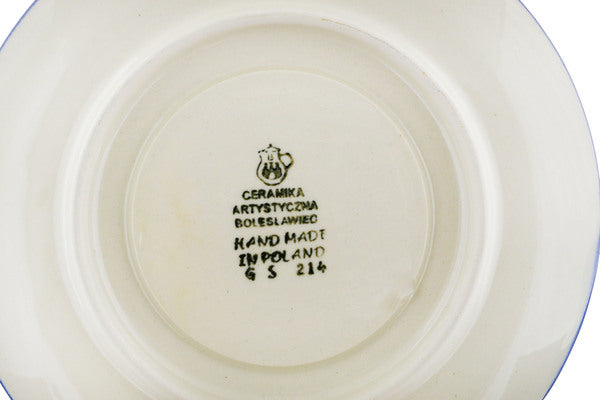 CERAMIKA
ARTYSTYCZNA
BOLESŁAWIEC
HAND MADE
IN POLAND
G S 214